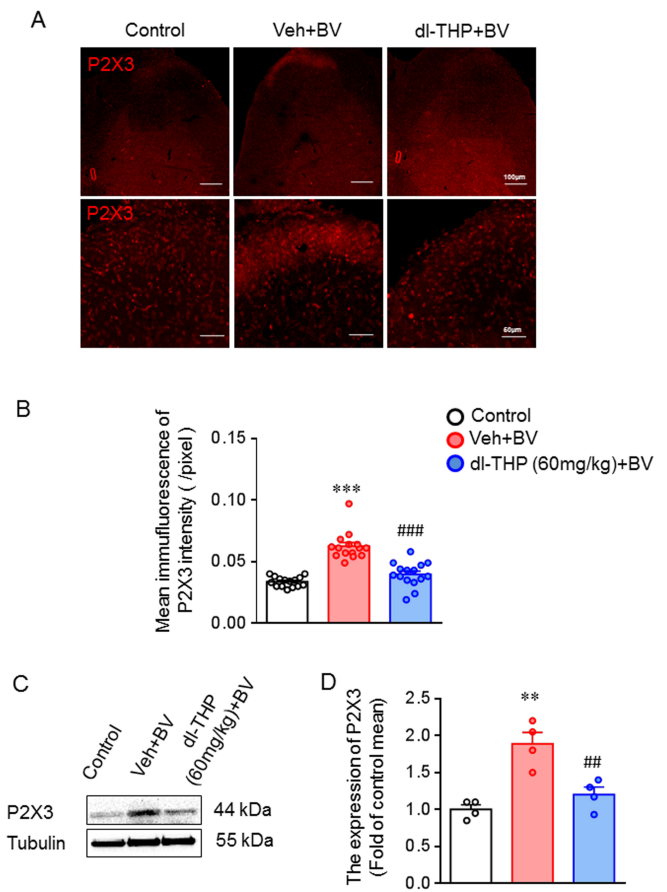 A
Control
Veh+BV
dl-THP+BV
P2X3
100μm
P2X3
50μm
B
Mean immufluorescence of
P2X3 intensity ( /pixel)
0.15
0.10
0.05
0.00
***
###
Control
Veh+BV
dl-THP (60mg/kg)+BV
C
Control
Veh+BV
dl-THP
(60mg/kg)+BV
P2X3
44 kDa
Tubulin
55 kDa
D
The expression of P2X3
(Fold of control mean)
2.5
2.0
1.5
1.0
0.5
0.0
**
##